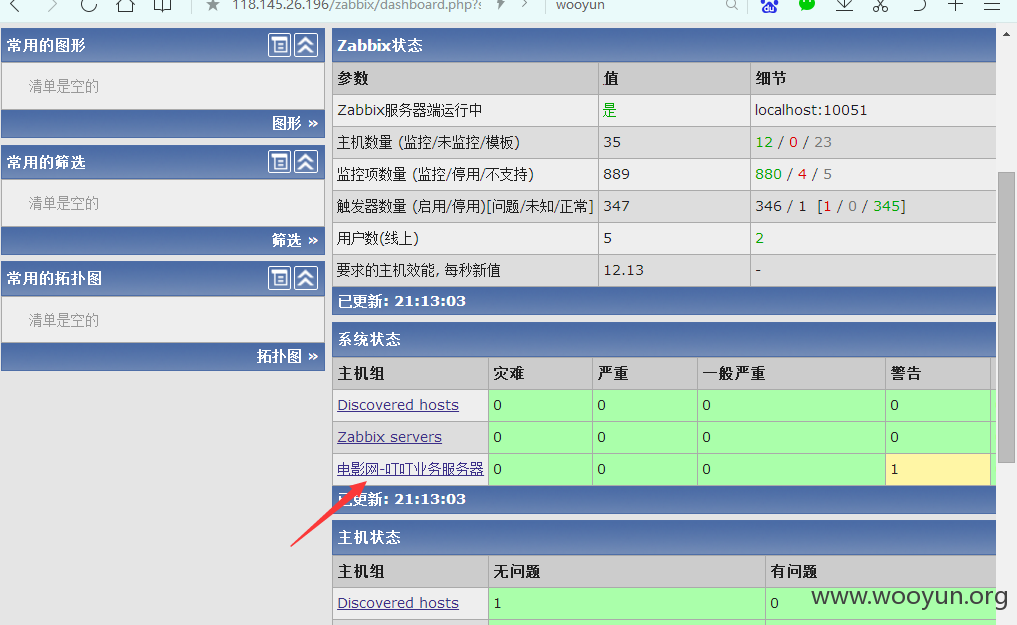 118.145.26.196/zabbix/dashboard.php?s
wooyun
常用的图形
清单是空的
图形 »
常用的筛选
清单是空的
筛选 »
常用的拓扑图
清单是空的
拓扑图 »
Zabbix状态
参数 值 细节
Zabbix服务器端运行中 是 localhost:10051
主机数量 (监控/未监控/模板) 35 12 / 0 / 23
监控项数量 (监控/停用/不支持) 889 880 / 4 / 5
触发器数量 (启用/停用)[问题/未知/正常] 347 346 / 1 [1 / 0 / 345]
用户数(线上) 5 2
要求的主机效能, 每秒新值 12.13 -
已更新: 21:13:03
系统状态
主机组 灾难 严重 一般严重 警告
Discovered hosts 0 0 0 0
Zabbix servers 0 0 0 0
电影网-叮叮业务服务器 0 0 0 1
已更新: 21:13:03
主机状态
主机组 无问题 有问题
Discovered hosts 1 0
www.wooyun.org